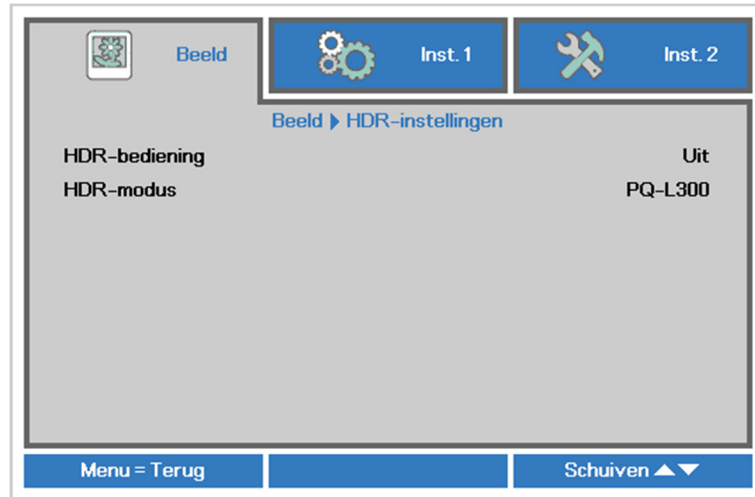 Beeld Inst. 1 Inst. 2
Beeld ▶ HDR-instellingen
HDR-bediening Uit
HDR-modus PQ-L300
Menu = Terug Schuiven ▲▼